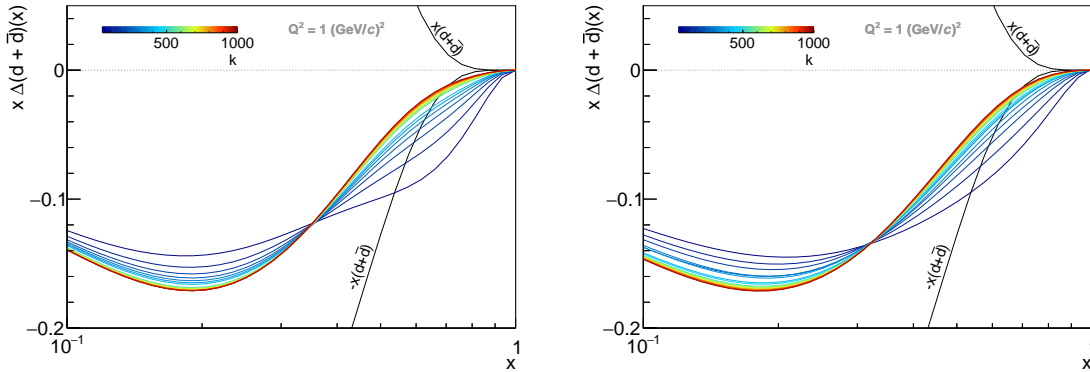 x Δ(d + d̅)(x)
500 1000
k
Q² = 1 (GeV/c)²
x(d+d̅)
0
−0.1
-x(d+d̅)
−0.2
10⁻¹ 1
x
x Δ(d + d̅)(x)
500 1000
k
Q² = 1 (GeV/c)²
x(d+d̅)
0
−0.1
-x(d+d̅)
−0.2
10⁻¹ 1
x